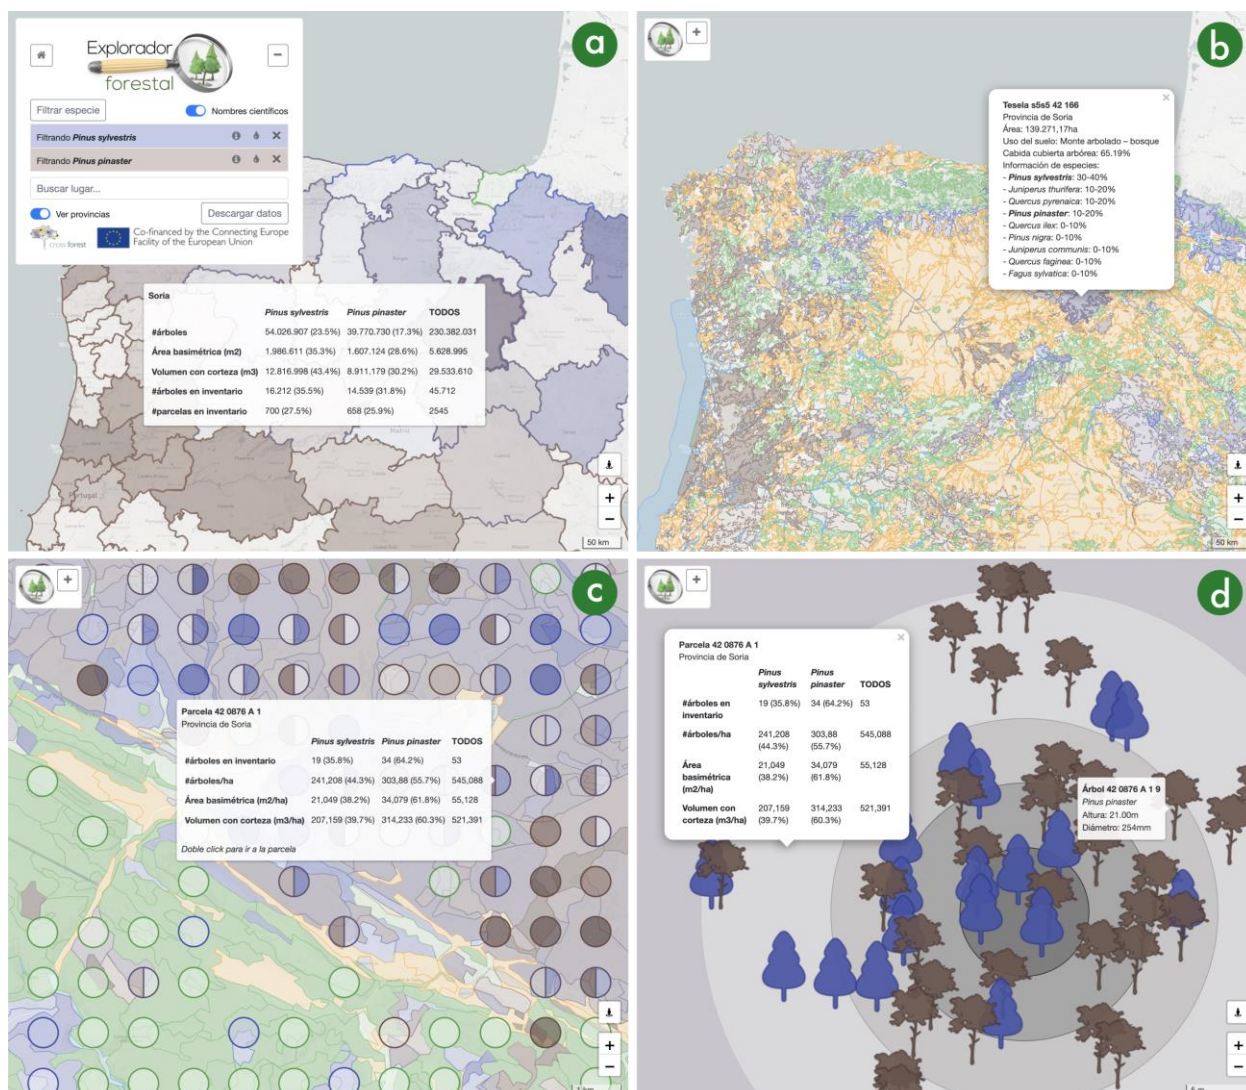 a
Explorador
forestal
Filtrar especie
Nombres científicos
Filtrando Pinus sylvestris
Filtrando Pinus pinaster
Buscar lugar...
Ver provincias
Descargar datos
cross forest
Co-financed by the Connecting Europe
Facility of the European Union
Soria
Pinus sylvestris Pinus pinaster TODOS
#árboles 54.026.907 (23.5%) 39.770.730 (17.3%) 230.382.031
Área basimétrica (m2) 1.986.611 (35.3%) 1.607.124 (28.6%) 5.628.995
Volumen con corteza (m3) 12.816.998 (43.4%) 8.911.179 (30.2%) 29.533.610
#árboles en inventario 16.212 (35.5%) 14.539 (31.8%) 45.712
#parcelas en inventario 700 (27.5%) 658 (25.9%) 2545
Madrid
Portugal
+
−
50 km
b
+
Tesela s5s5 42 166
Provincia de Soria
Área: 139.271,17ha
Uso del suelo: Monte arbolado – bosque
Cabida cubierta arbórea: 65.19%
Información de especies:
- Pinus sylvestris: 30-40%
- Juniperus thurifera: 10-20%
- Quercus pyrenaica: 10-20%
- Pinus pinaster: 10-20%
- Quercus ilex: 0-10%
- Pinus nigra: 0-10%
- Juniperus communis: 0-10%
- Quercus faginea: 0-10%
- Fagus sylvatica: 0-10%
+
−
50 km
c
+
Parcela 42 0876 A 1
Provincia de Soria
Pinus sylvestris Pinus pinaster TODOS
#árboles en inventario 19 (35.8%) 34 (64.2%) 53
#árboles/ha 241,208 (44.3%) 303,88 (55.7%) 545,088
Área basimétrica (m2/ha) 21,049 (38.2%) 34,079 (61.8%) 55,128
Volumen con corteza (m3/ha) 207,159 (39.7%) 314,233 (60.3%) 521,391
Doble click para ir a la parcela
+
−
d
+
Parcela 42 0876 A 1
Provincia de Soria
Pinus Pinus
sylvestris pinaster TODOS
#árboles en 19 (35.8%) 34 (64.2%) 53
inventario
#árboles/ha 241,208 303,88 545,088
(44.3%) (55.7%)
Área 21,049 34,079 55,128
basimétrica (38.2%) (61.8%)
(m2/ha)
Volumen con 207,159 314,233 521,391
corteza (m3/ha) (39.7%) (60.3%)
Árbol 42 0876 A 1 9
Pinus pinaster
Altura: 21.00m
Diámetro: 254mm
+
−